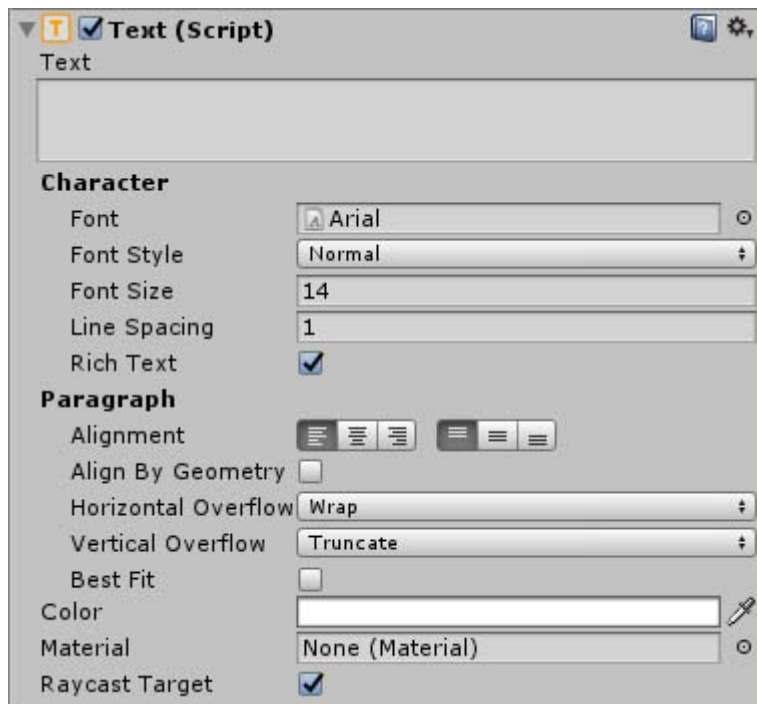 Text (Script)
Text
Character
Font Arial
Font Style Normal
Font Size 14
Line Spacing 1
Rich Text
Paragraph
Alignment
Align By Geometry
Horizontal Overflow Wrap
Vertical Overflow Truncate
Best Fit
Color
Material None (Material)
Raycast Target